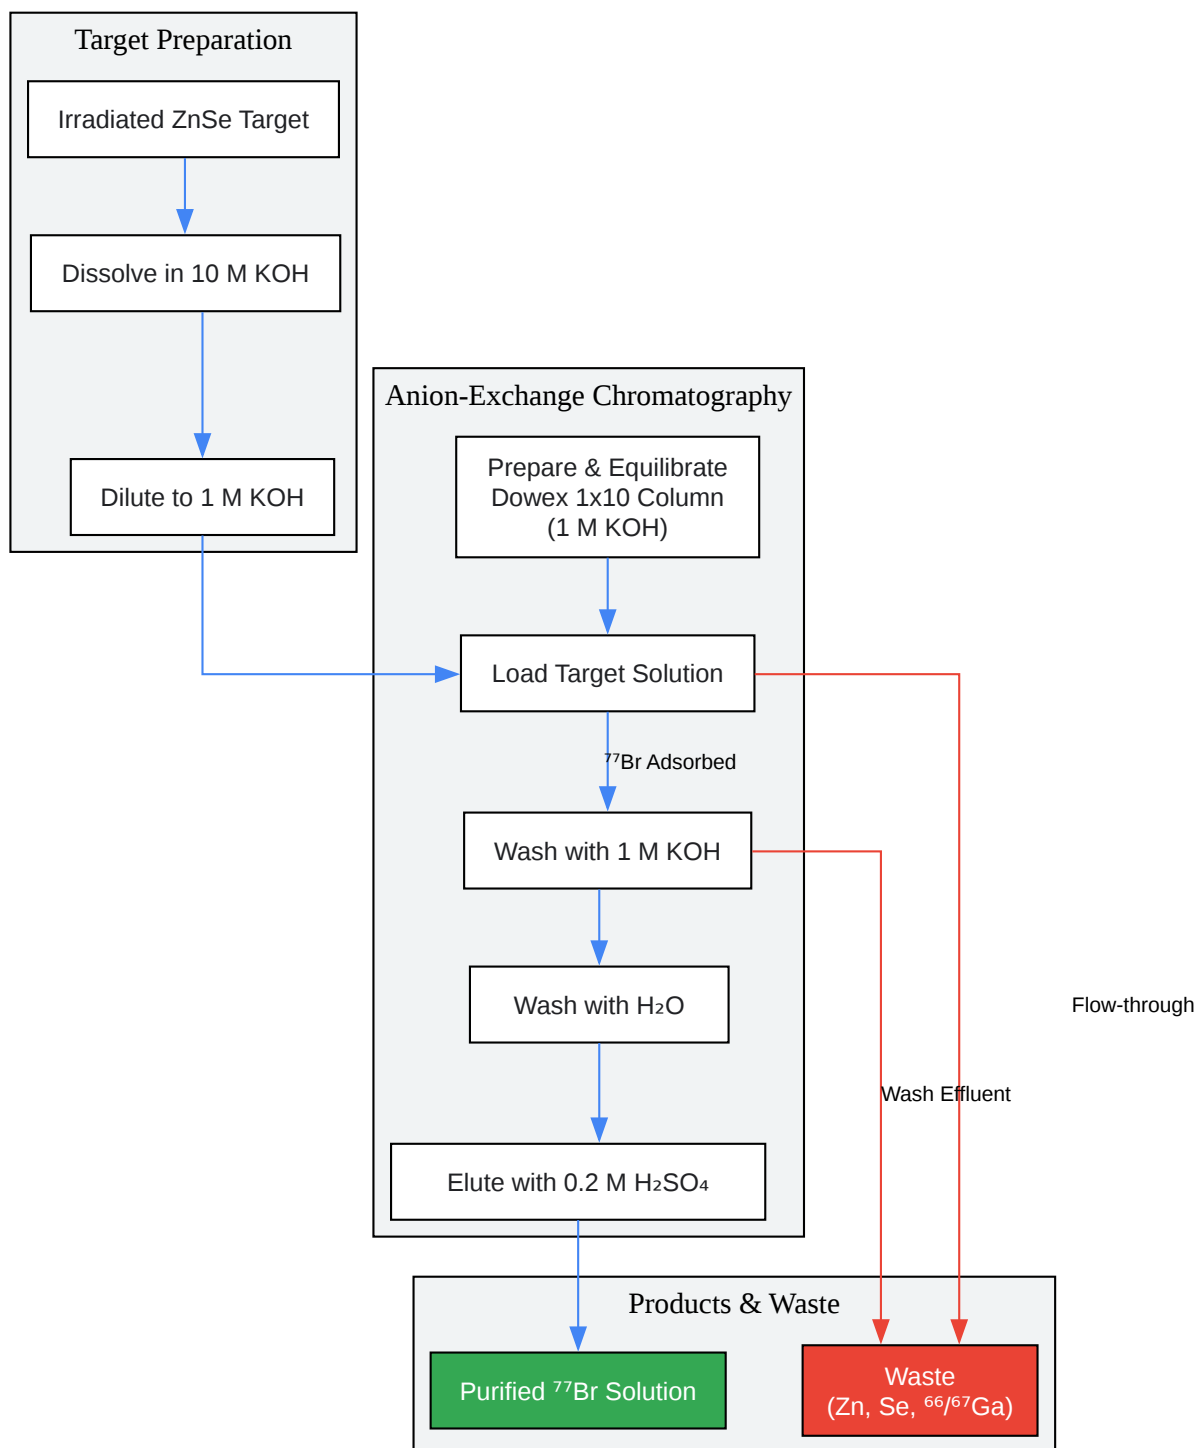 Target Preparation
Irradiated ZnSe Target
Dissolve in 10 M KOH
Dilute to 1 M KOH
Anion-Exchange Chromatography
Prepare & Equilibrate
Dowex 1x10 Column
(1 M KOH)
Load Target Solution
⁷⁷Br Adsorbed
Wash with 1 M KOH
Wash with H₂O
Flow-through
Wash Effluent
Elute with 0.2 M H₂SO₄
Products & Waste
Purified ⁷⁷Br Solution
Waste
(Zn, Se, ⁶⁶/⁶⁷Ga)